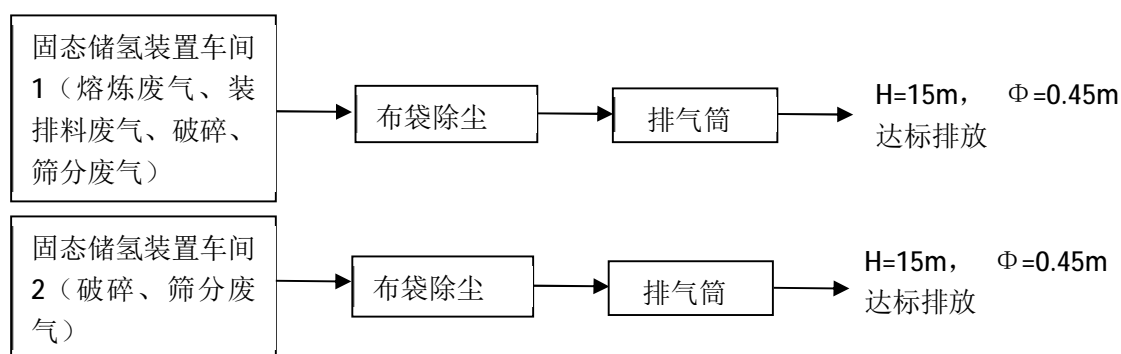 固态储氢装置车间
1（熔炼废气、装
排料废气、破碎、
筛分废气）
布袋除尘
排气筒
H=15m， Φ=0.45m
达标排放
固态储氢装置车间
2（破碎、筛分废
气）
布袋除尘
排气筒
H=15m， Φ=0.45m
达标排放